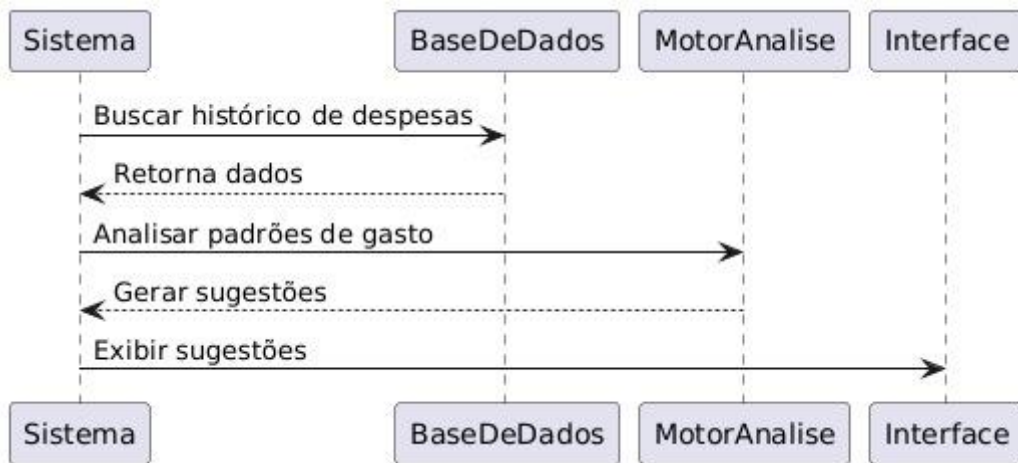 Sistema
BaseDeDados
MotorAnalise
Interface
Buscar histórico de despesas
Retorna dados
Analisar padrões de gasto
Gerar sugestões
Exibir sugestões
Sistema
BaseDeDados
MotorAnalise
Interface